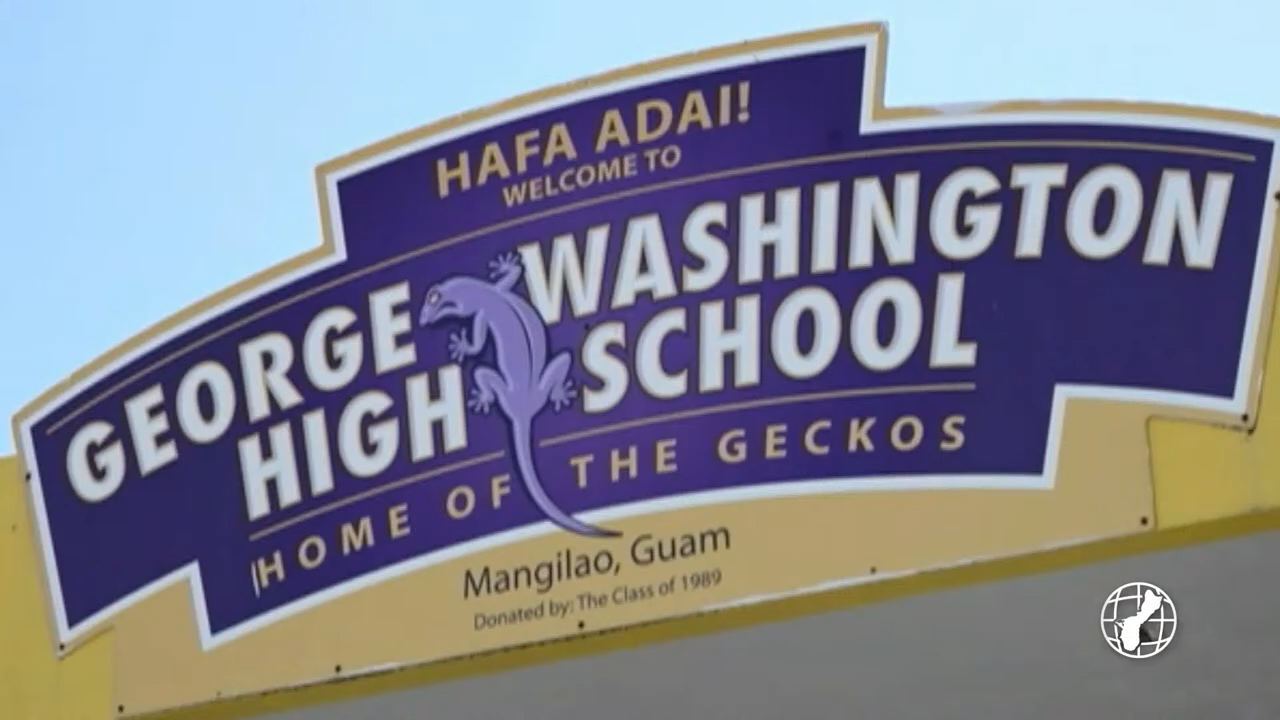 HAFA ADAI!
WELCOME TO
GEORGE WASHINGTON
HIGH SCHOOL
HOME OF THE GECKOS
Mangilao, Guam
Donated by: The Class of 1989